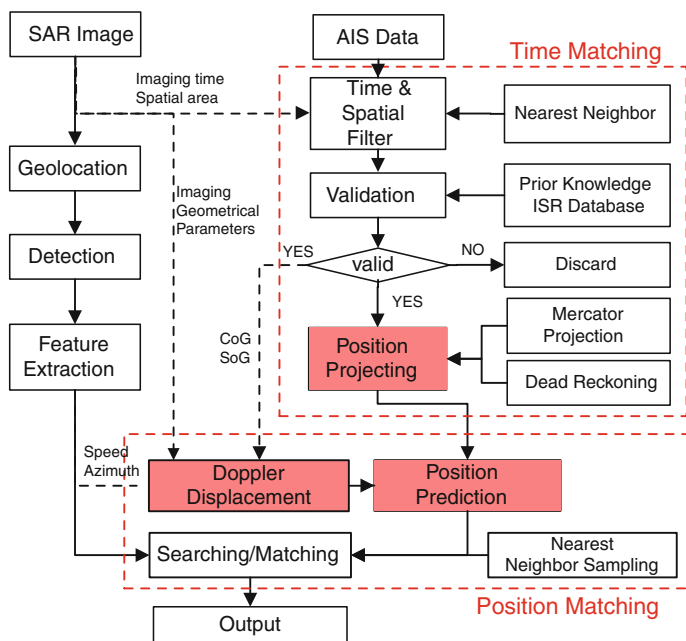 SAR Image
AIS Data
Time Matching
Imaging time
Spatial area
Time &
Spatial
Filter
Nearest Neighbor
Geolocation
Imaging
Geometrical
Parameters
Validation
Prior Knowledge
ISR Database
Detection
YES
valid
NO
Discard
YES
Feature
Extraction
CoG
SoG
Position
Projecting
Mercator
Projection
Dead Reckoning
Speed
Azimuth
Doppler
Displacement
Position
Prediction
Searching/Matching
Nearest
Neighbor Sampling
Output
Position Matching